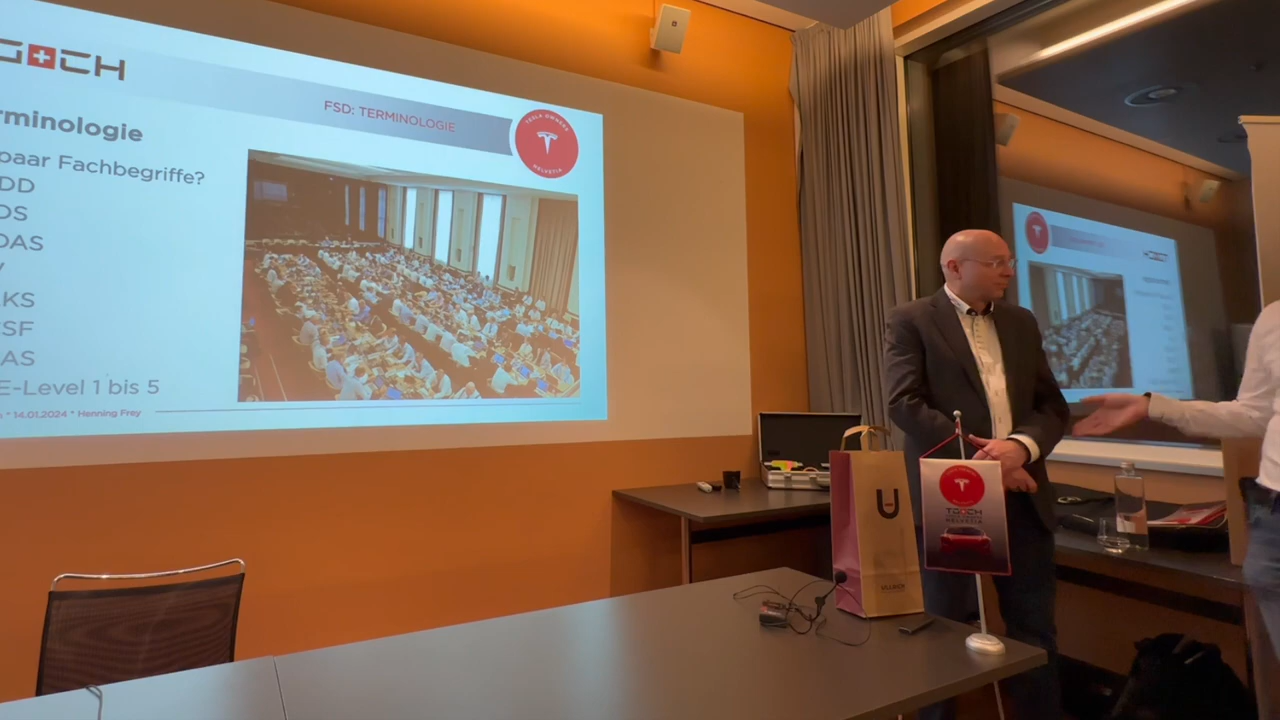 FSD: TERMINOLOGIE
TESLA OWNERS
HELVETIA
rminologie
paar Fachbegriffe?
DD
DS
DAS
KS
SF
AS
E-Level 1 bis 5
14.01.2024 * Henning Frey
U
TOCH
HELVETIA